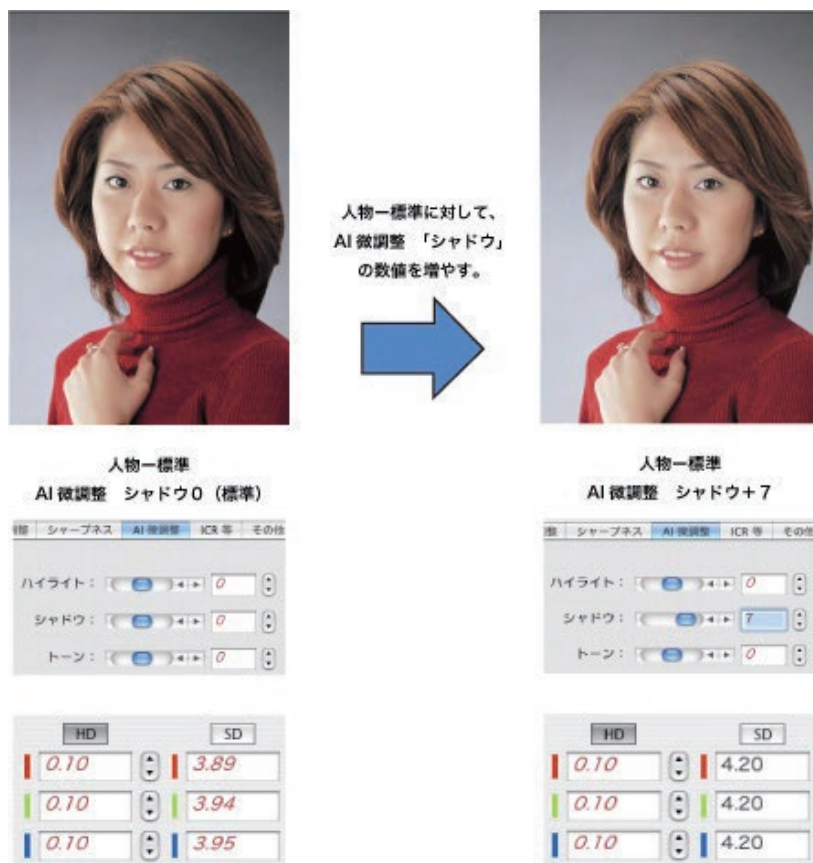 人物ー標準に対して、
AI 微調整 「シャドウ」
の数値を増やす。
人物ー標準
AI 微調整 シャドウ0（標準）
シャープネス AI 微調整 ICR 等 その他
ハイライト： 0
シャドウ： 0
トーン： 0
HD SD
0.10 3.89
0.10 3.94
0.10 3.95
人物ー標準
AI 微調整 シャドウ＋7
シャープネス AI 微調整 ICR 等 その他
ハイライト： 0
シャドウ： 7
トーン： 0
HD SD
0.10 4.20
0.10 4.20
0.10 4.20